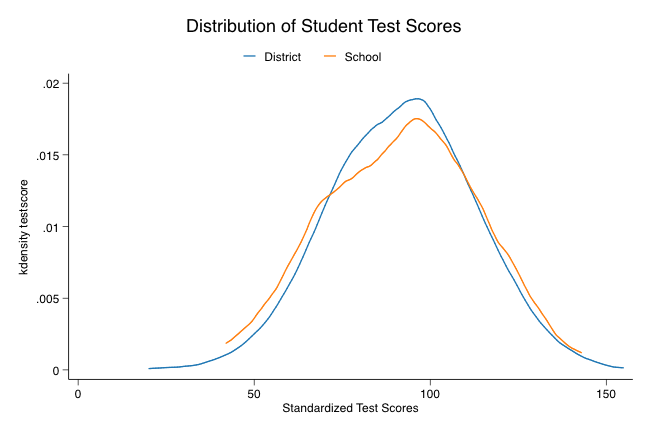 Distribution of Student Test Scores
District School
.02
.015
.01
.005
0
kdensity testscore
0 50 100 150
Standardized Test Scores